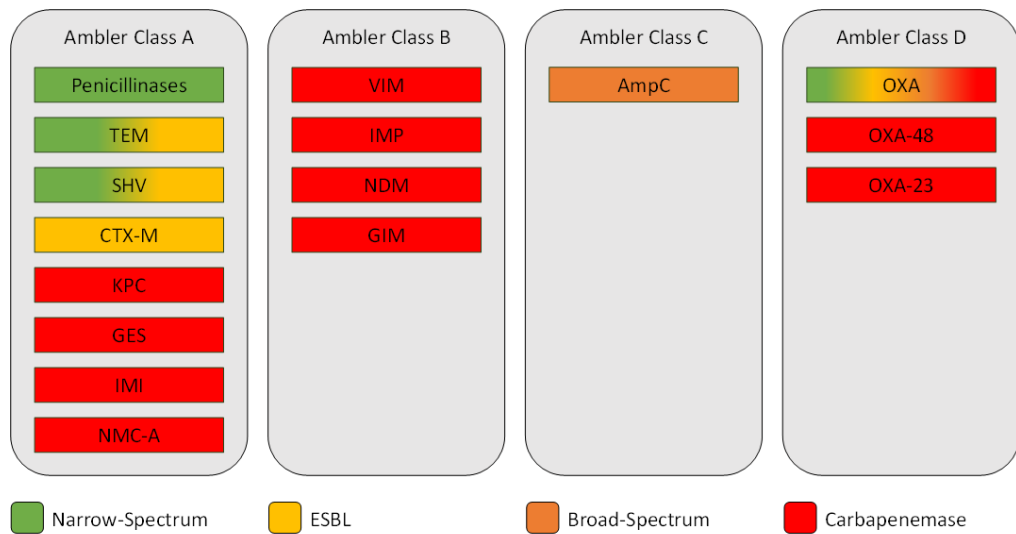 Ambler Class A
Penicillinases
TEM
SHV
CTX-M
KPC
GES
IMI
NMC-A
Ambler Class B
VIM
IMP
NDM
GIM
Ambler Class C
AmpC
Ambler Class D
OXA
OXA-48
OXA-23
Narrow-Spectrum
ESBL
Broad-Spectrum
Carbapenemase